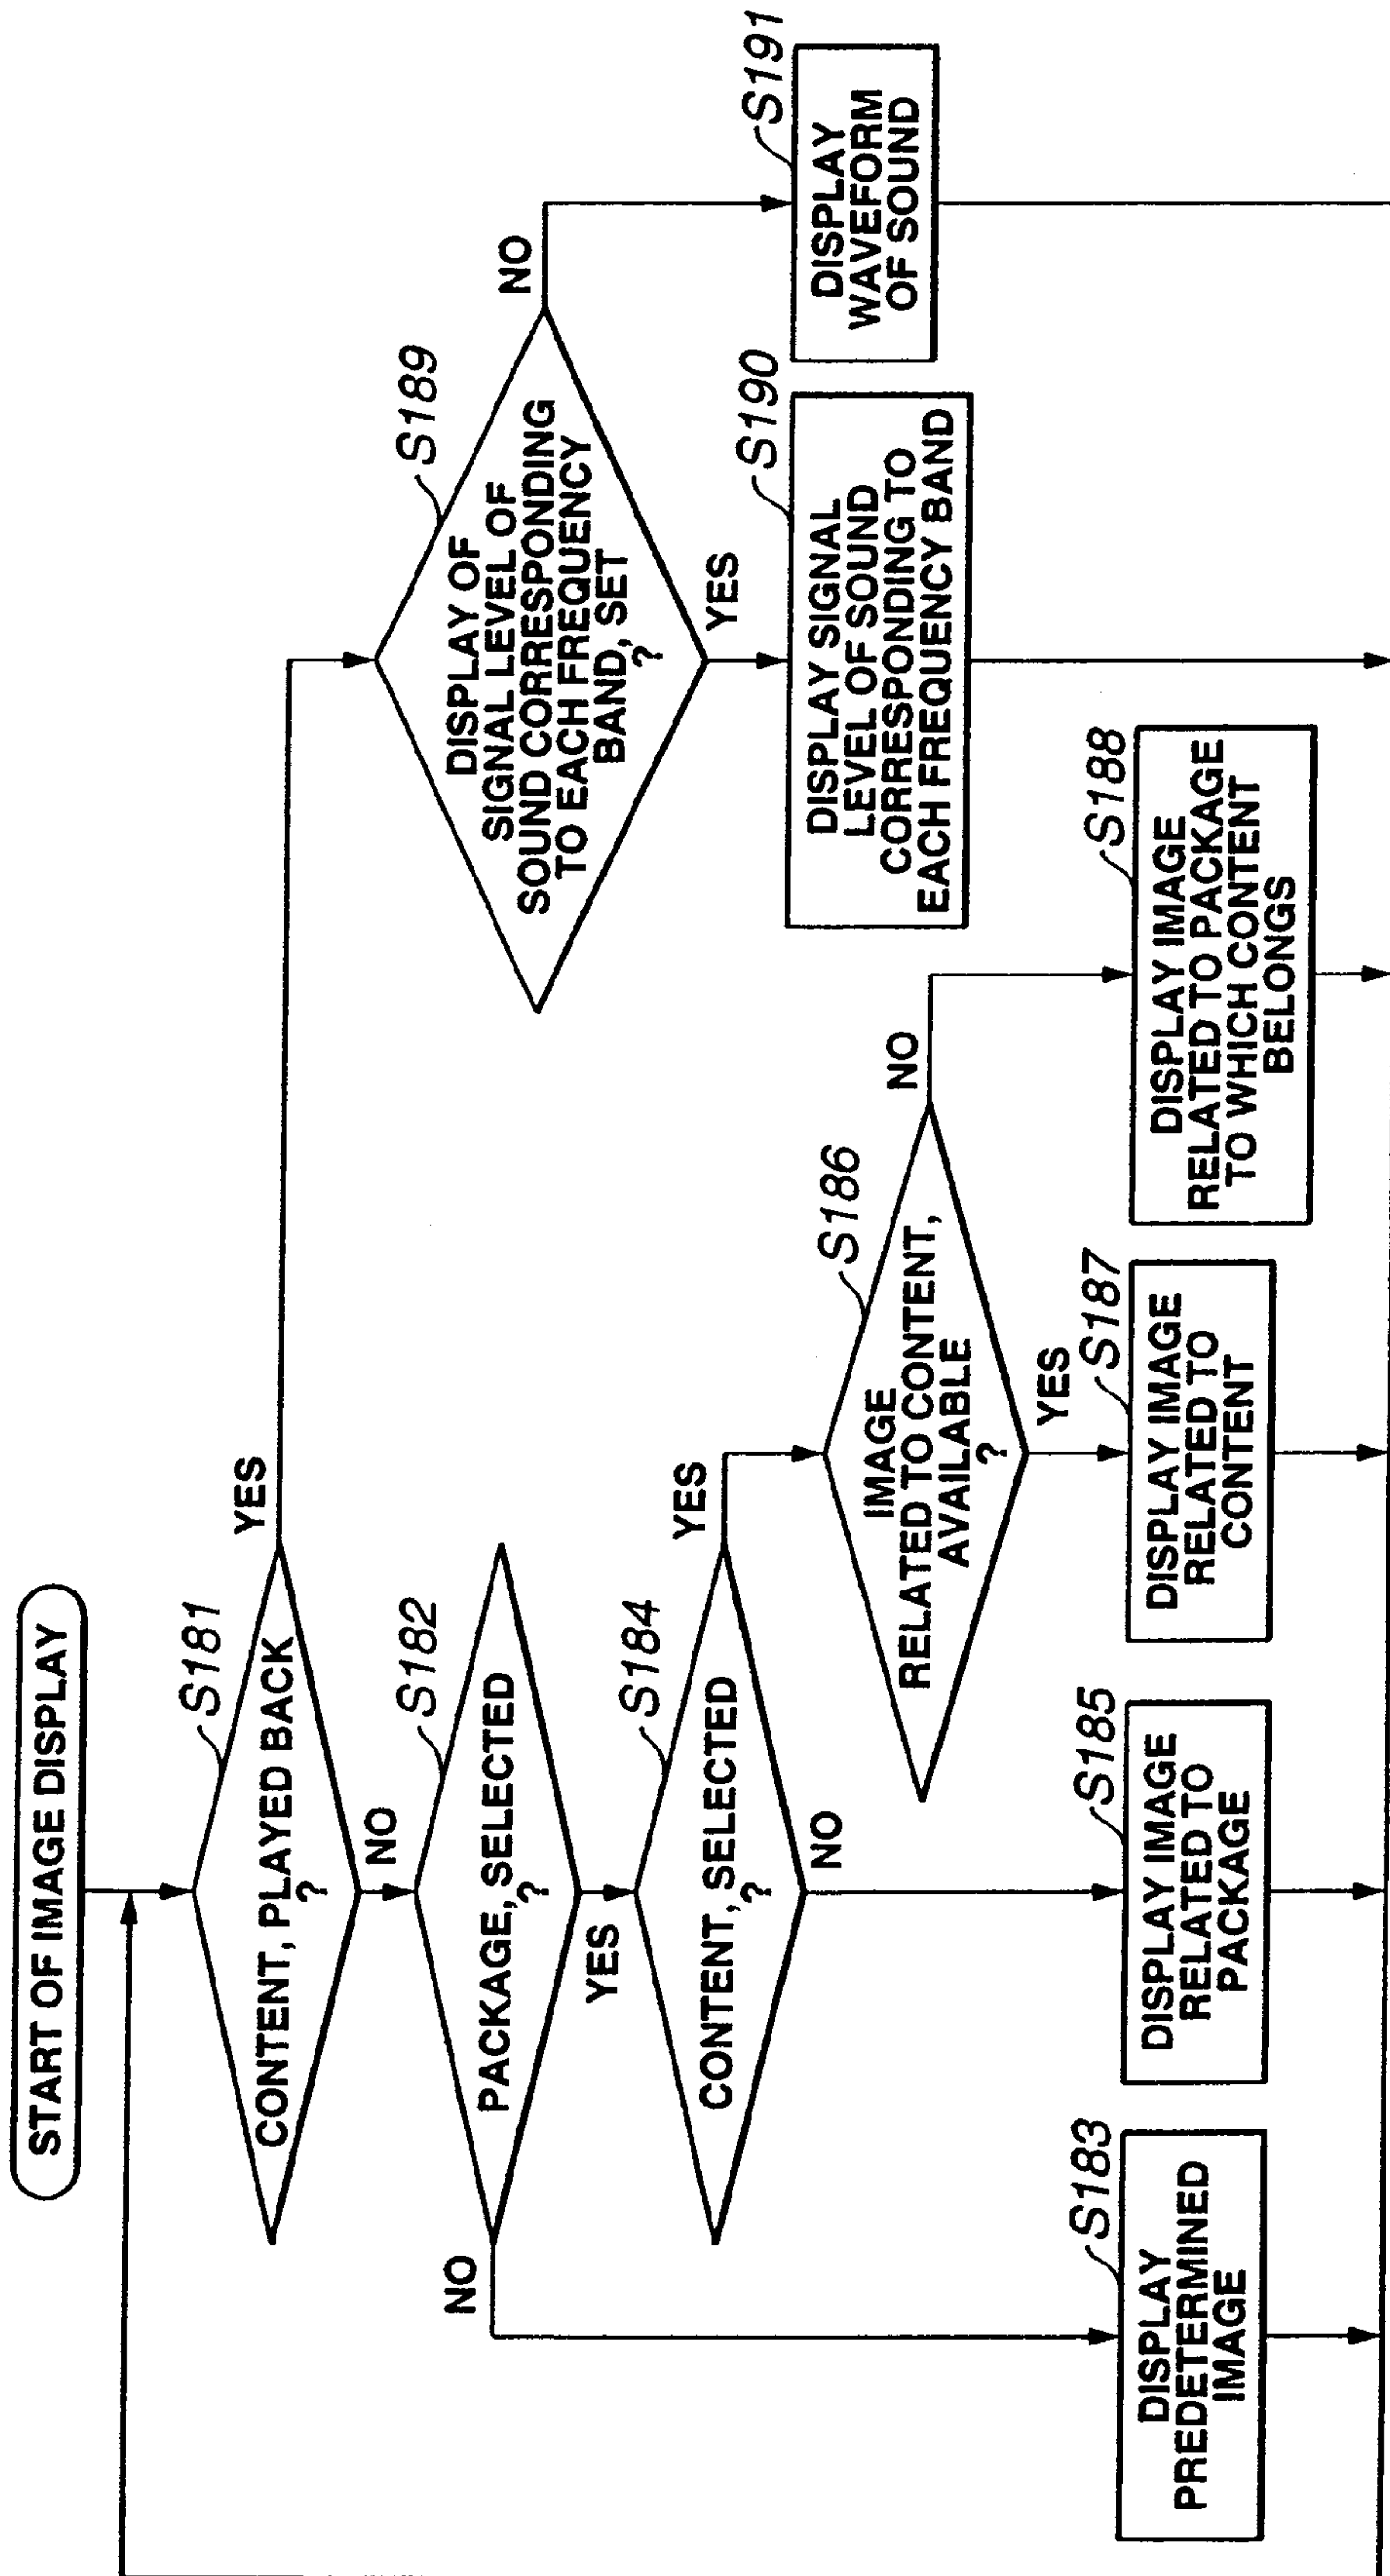 START OF IMAGE DISPLAY
S181
CONTENT, PLAYED BACK
?
YES
NO
S182
PACKAGE, SELECTED
?
NO
YES
S184
CONTENT, SELECTED
?
YES
NO
S183
DISPLAY
PREDETERMINED
IMAGE
S185
DISPLAY IMAGE
RELATED TO
PACKAGE
S186
IMAGE
RELATED TO CONTENT,
AVAILABLE
?
NO
YES
S187
DISPLAY IMAGE
RELATED TO
CONTENT
S188
DISPLAY IMAGE
RELATED TO PACKAGE
TO WHICH CONTENT
BELONGS
S189
DISPLAY OF
SIGNAL LEVEL OF
SOUND CORRESPONDING
TO EACH FREQUENCY
BAND, SET
?
NO
YES
S190
DISPLAY SIGNAL
LEVEL OF SOUND
CORRESPONDING TO
EACH FREQUENCY BAND
S191
DISPLAY
WAVEFORM
OF SOUND